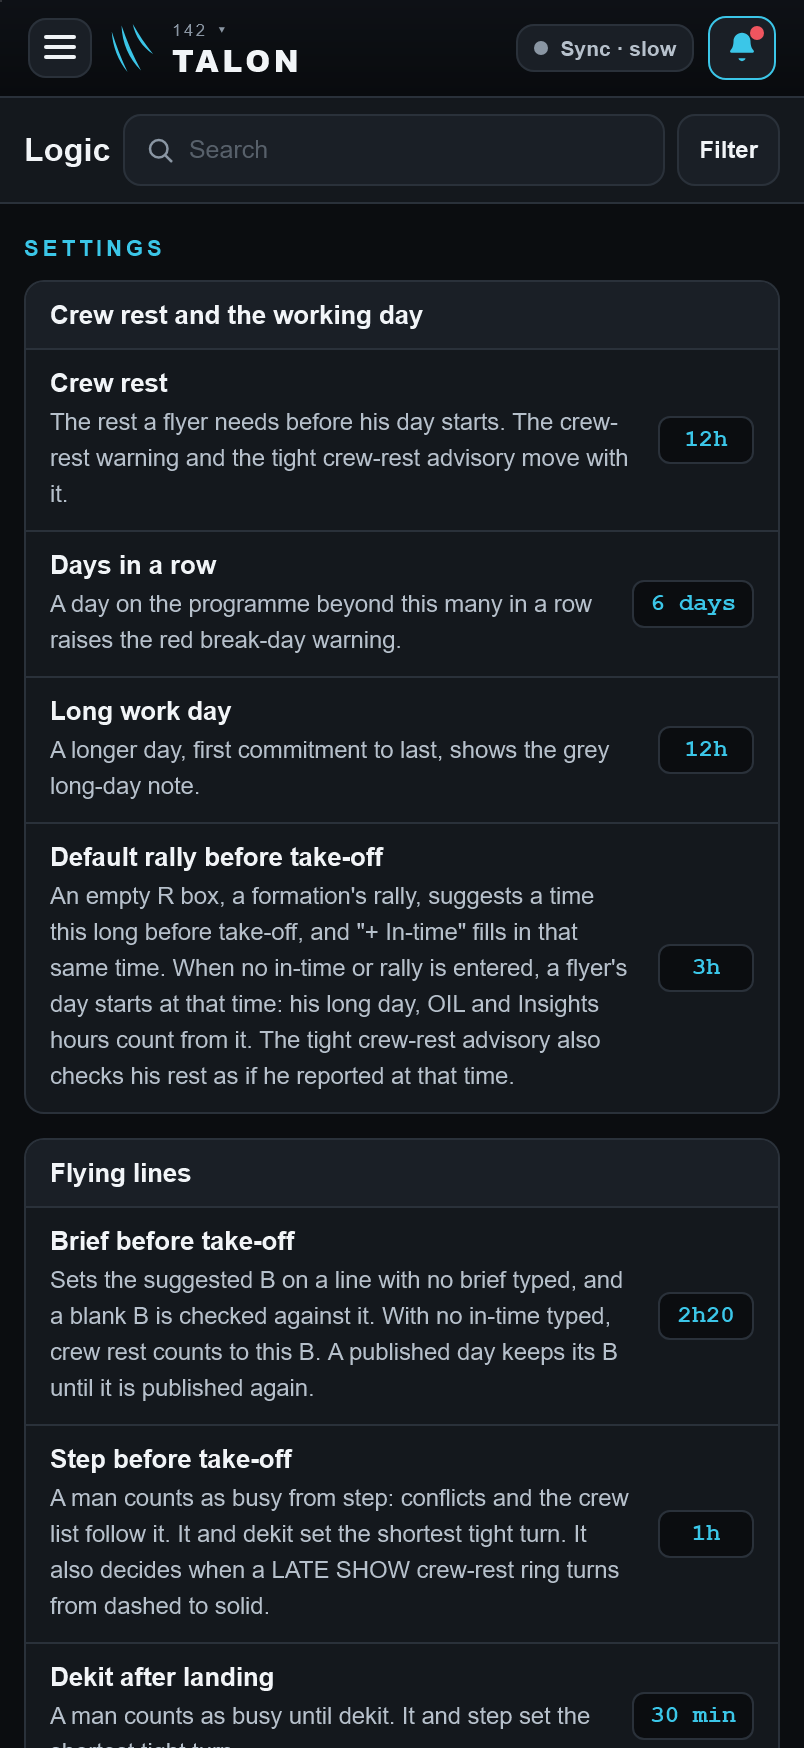 142 ▾
TALON
Sync · slow
Logic
Search
Filter
SETTINGS
Crew rest and the working day
Crew rest
The rest a flyer needs before his day starts. The crew-
rest warning and the tight crew-rest advisory move with
it.
12h
Days in a row
A day on the programme beyond this many in a row
raises the red break-day warning.
6 days
Long work day
A longer day, first commitment to last, shows the grey
long-day note.
12h
Default rally before take-off
An empty R box, a formation's rally, suggests a time
this long before take-off, and "+ In-time" fills in that
same time. When no in-time or rally is entered, a flyer's
day starts at that time: his long day, OIL and Insights
hours count from it. The tight crew-rest advisory also
checks his rest as if he reported at that time.
3h
Flying lines
Brief before take-off
Sets the suggested B on a line with no brief typed, and
a blank B is checked against it. With no in-time typed,
crew rest counts to this B. A published day keeps its B
until it is published again.
2h20
Step before take-off
A man counts as busy from step: conflicts and the crew
list follow it. It and dekit set the shortest tight turn. It
also decides when a LATE SHOW crew-rest ring turns
from dashed to solid.
1h
Dekit after landing
A man counts as busy until dekit. It and step set the
shortest tight turn.
30 min